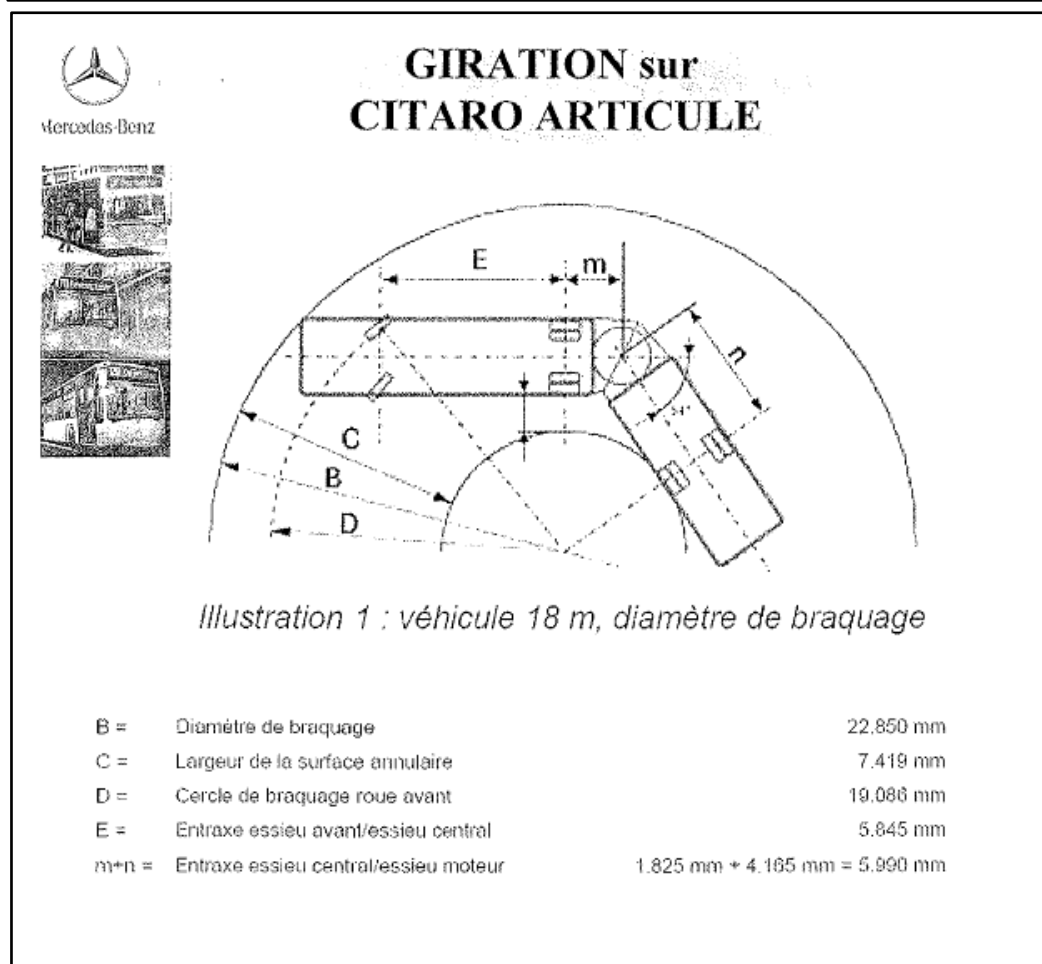 GIRATION sur
CITARO ARTICULE
Mercedes-Benz
E
m
n
C
B
D
Illustration 1 : véhicule 18 m, diamètre de braquage
B = Diamètre de braquage 22.850 mm
C = Largeur de la surface annulaire 7.419 mm
D = Cercle de braquage roue avant 19.086 mm
E = Entraxe essieu avant/essieu central 5.845 mm
m+n = Entraxe essieu central/essieu moteur 1.825 mm + 4.165 mm = 5.990 mm